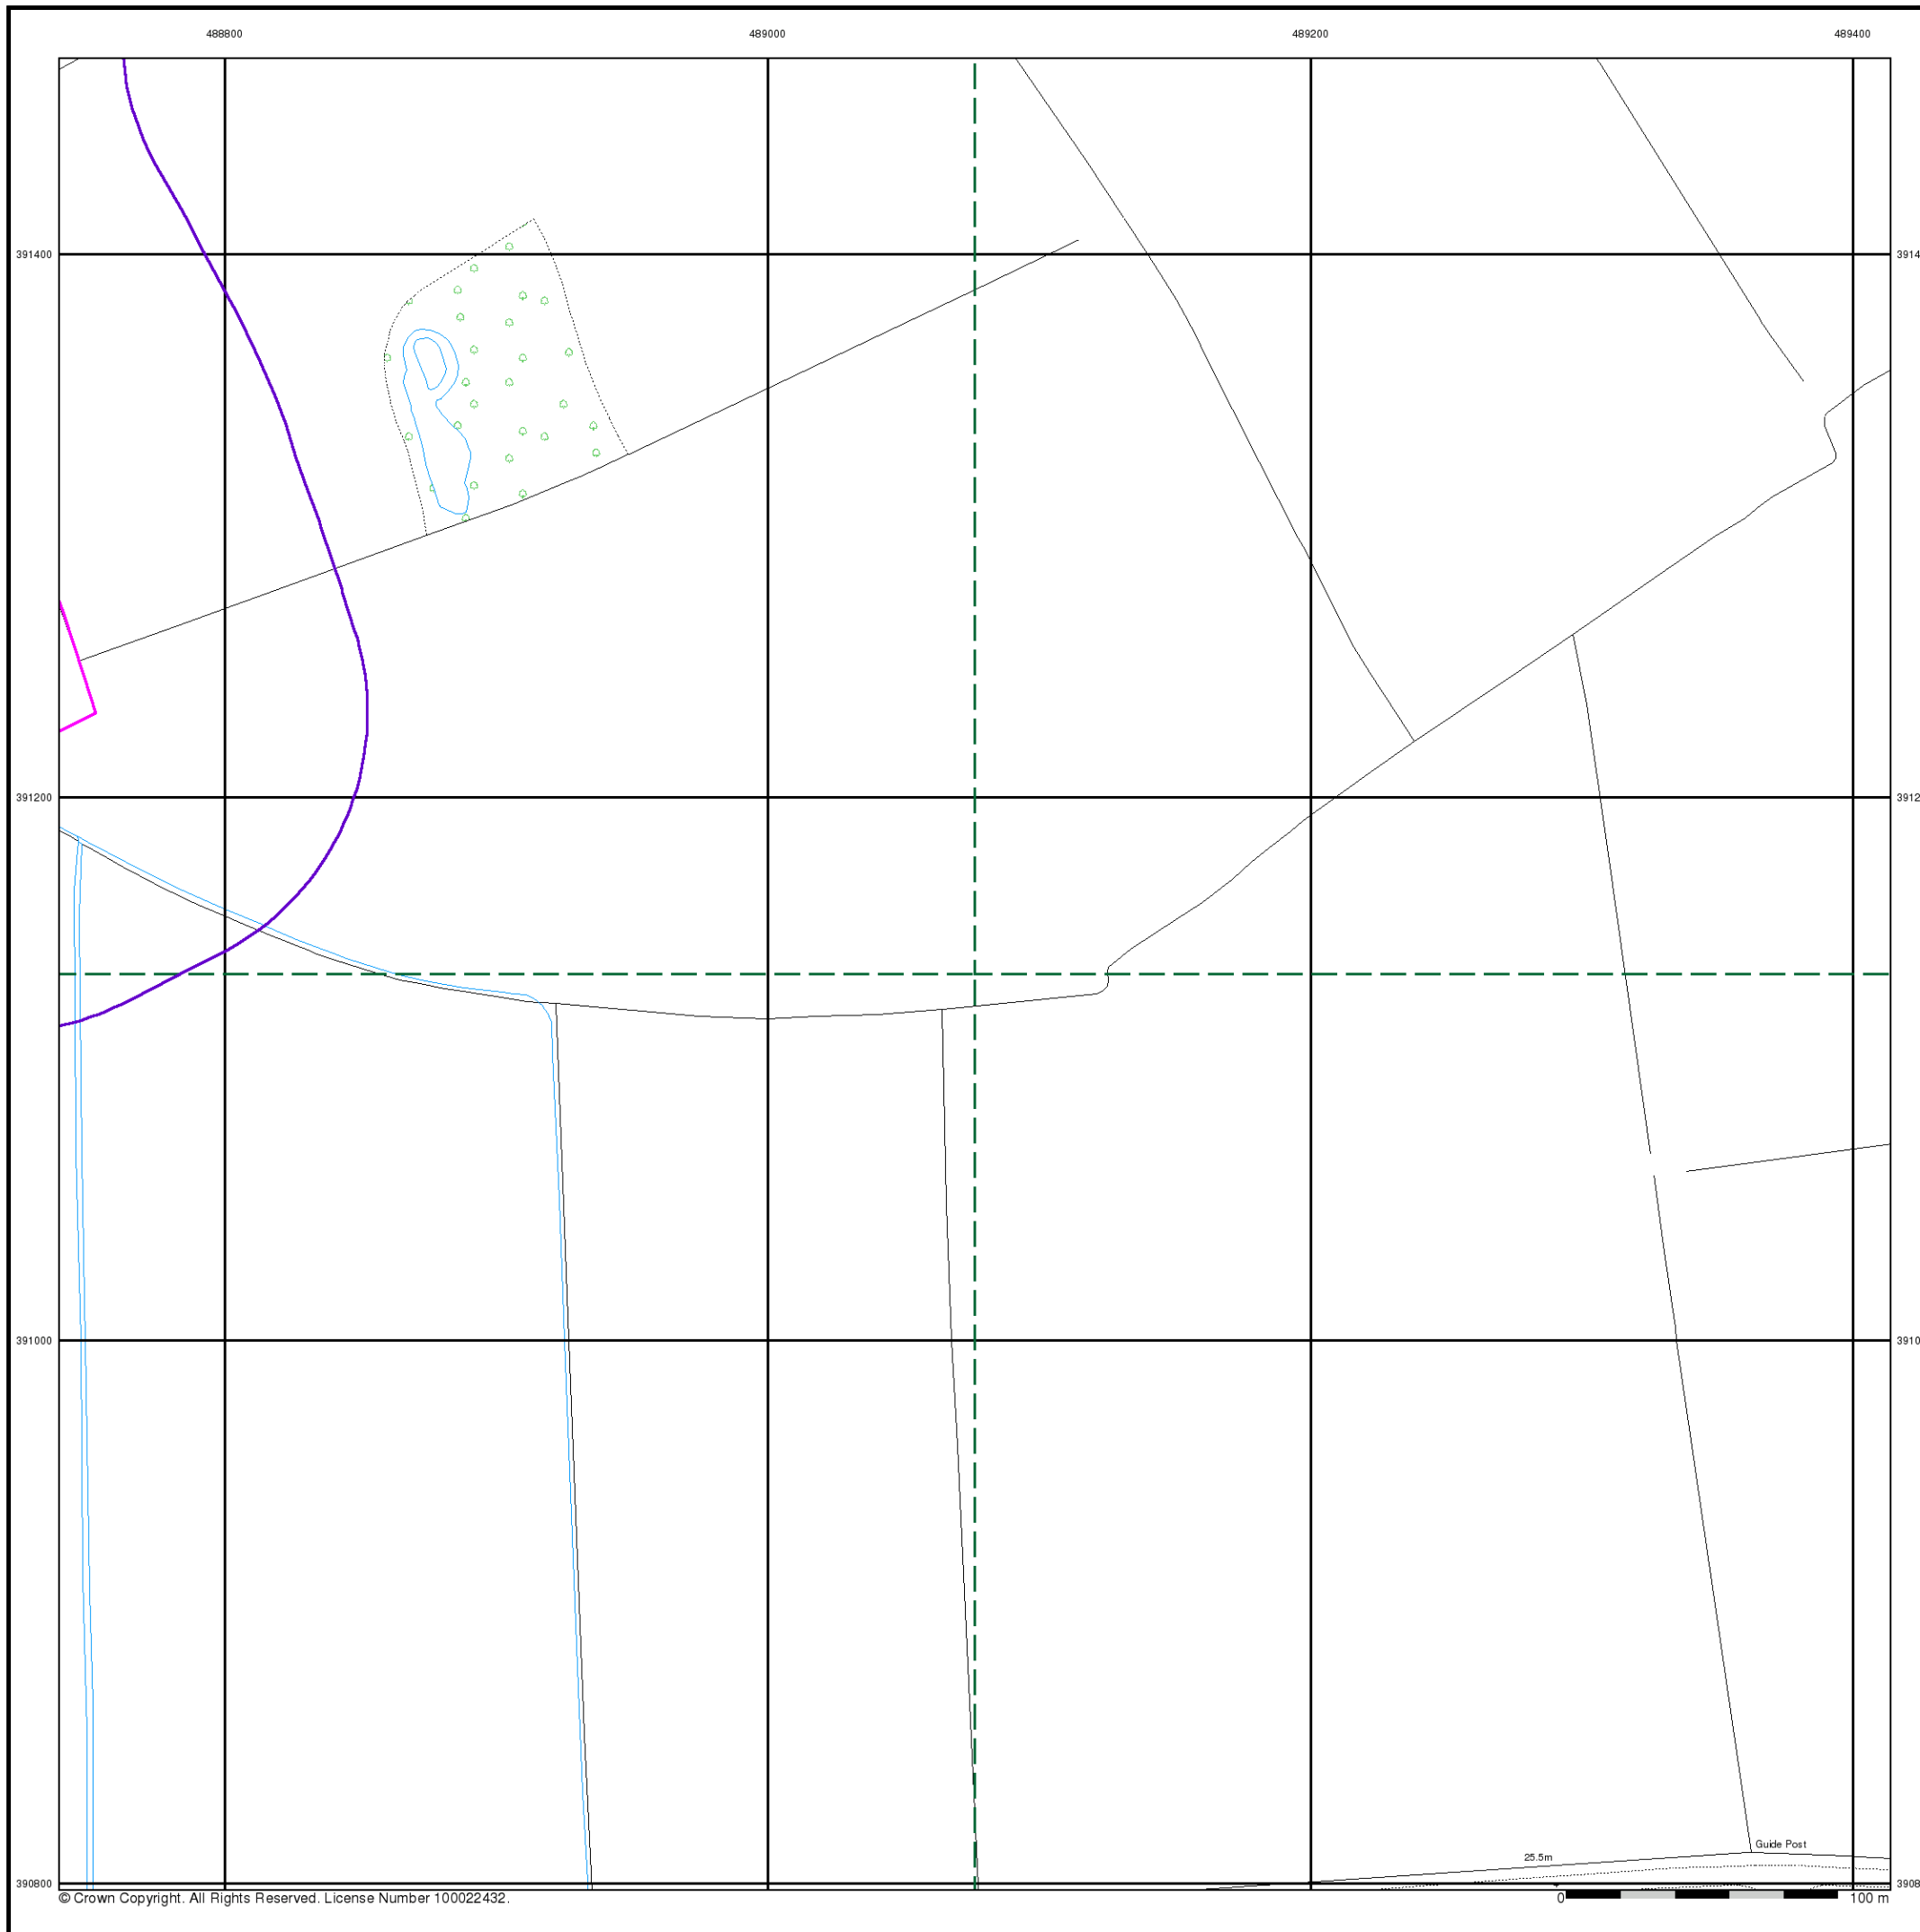 488800 489000 489200 489400
391400 3914
391200 3912
391000 3910
Guide Post
25.5m
390800 3908
© Crown Copyright. All Rights Reserved. License Number 100022432. 0 100 m